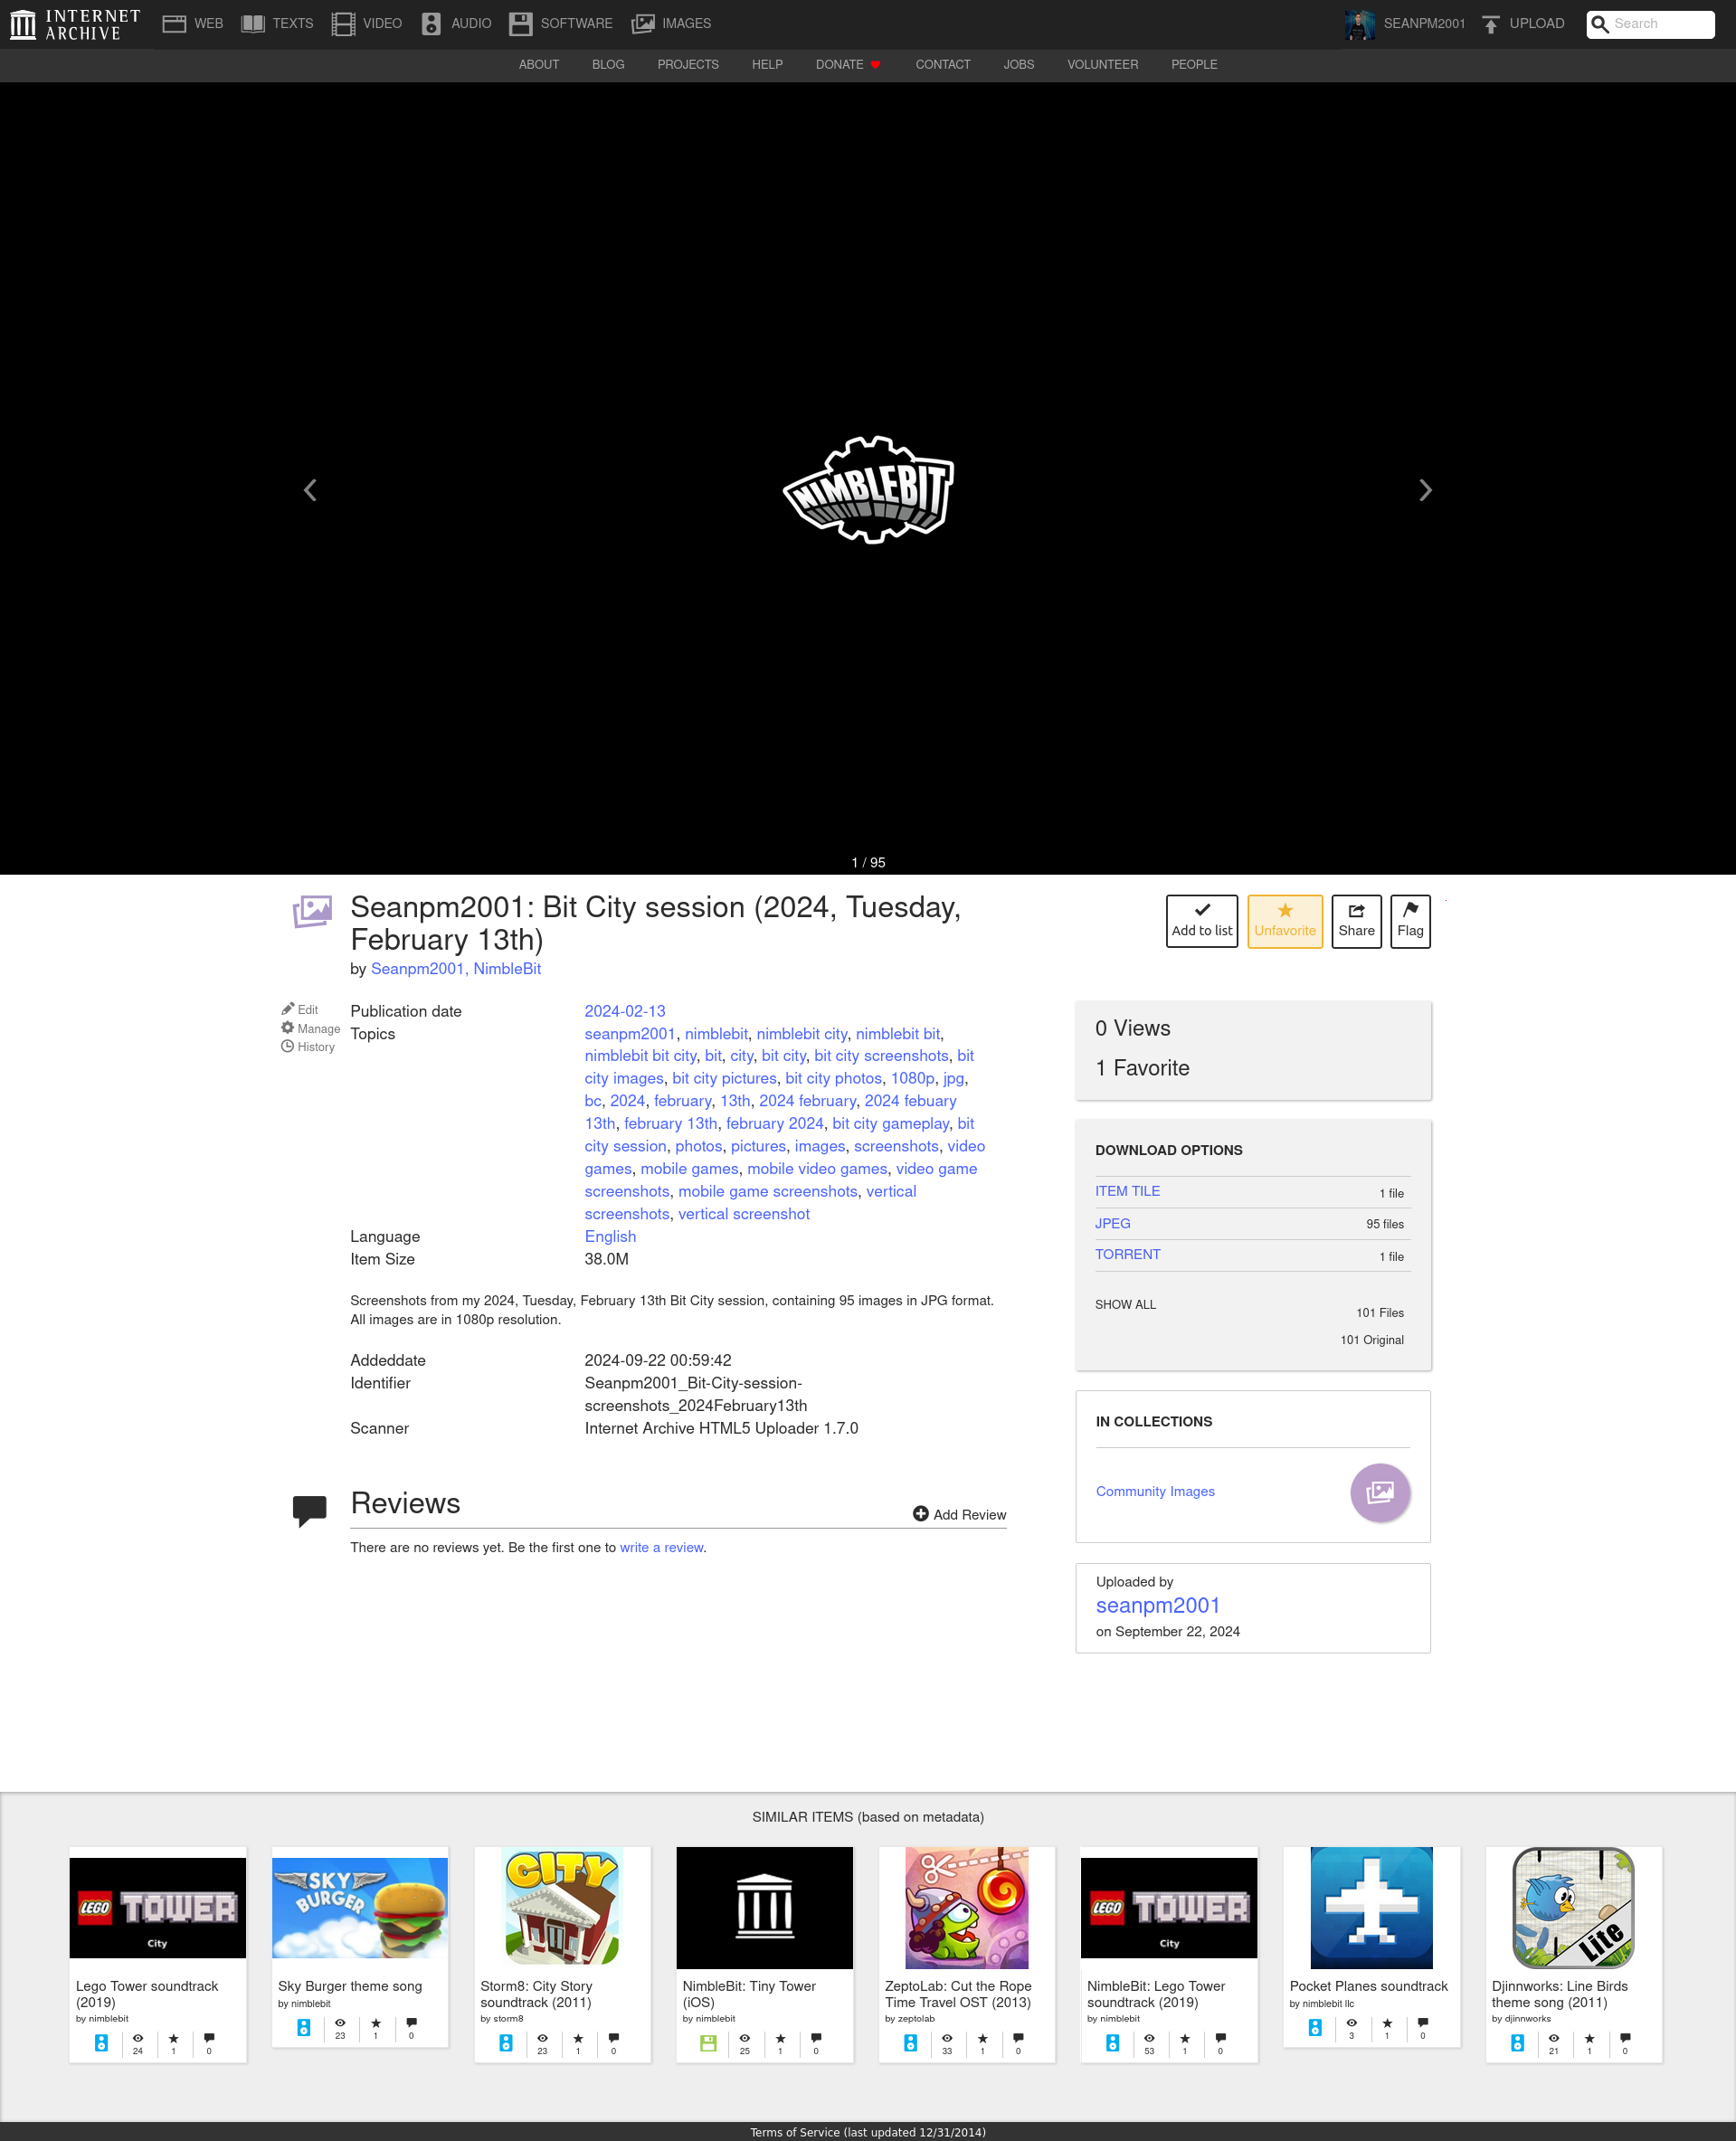 INTERNET
ARCHIVE
WEB
TEXTS
VIDEO
AUDIO
SOFTWARE
IMAGES
SEANPM2001
UPLOAD
Search
ABOUT
BLOG
PROJECTS
HELP
DONATE
CONTACT
JOBS
VOLUNTEER
PEOPLE
NIMBLEBIT
1 / 95
Seanpm2001: Bit City session (2024, Tuesday,
February 13th)
by Seanpm2001, NimbleBit
Add to list
Unfavorite
Share
Flag
Edit
Manage
History
Publication date
2024-02-13
Topics
seanpm2001, nimblebit, nimblebit city, nimblebit bit,
nimblebit bit city, bit, city, bit city, bit city screenshots, bit
city images, bit city pictures, bit city photos, 1080p, jpg,
bc, 2024, february, 13th, 2024 february, 2024 febuary
13th, february 13th, february 2024, bit city gameplay, bit
city session, photos, pictures, images, screenshots, video
games, mobile games, mobile video games, video game
screenshots, mobile game screenshots, vertical
screenshots, vertical screenshot
Language
English
Item Size
38.0M
Screenshots from my 2024, Tuesday, February 13th Bit City session, containing 95 images in JPG format.
All images are in 1080p resolution.
Addeddate
2024-09-22 00:59:42
Identifier
Seanpm2001_Bit-City-session-
screenshots_2024February13th
Scanner
Internet Archive HTML5 Uploader 1.7.0
Reviews
Add Review
There are no reviews yet. Be the first one to write a review.
0 Views
1 Favorite
DOWNLOAD OPTIONS
ITEM TILE
1 file
JPEG
95 files
TORRENT
1 file
SHOW ALL
101 Files
101 Original
IN COLLECTIONS
Community Images
Uploaded by
seanpm2001
on September 22, 2024
SIMILAR ITEMS (based on metadata)
LEGO TOWER
City
Lego Tower soundtrack
(2019)
by nimblebit
24
1
0
SKY
BURGER
Sky Burger theme song
by nimblebit
23
1
0
CITY
Storm8: City Story
soundtrack (2011)
by storm8
23
1
0
NimbleBit: Tiny Tower
(iOS)
by nimblebit
25
1
0
ZeptoLab: Cut the Rope
Time Travel OST (2013)
by zeptolab
33
1
0
LEGO TOWER
City
NimbleBit: Lego Tower
soundtrack (2019)
by nimblebit
53
1
0
Pocket Planes soundtrack
by nimblebit llc
3
1
0
Lite
Djinnworks: Line Birds
theme song (2011)
by djinnworks
21
1
0
Terms of Service (last updated 12/31/2014)